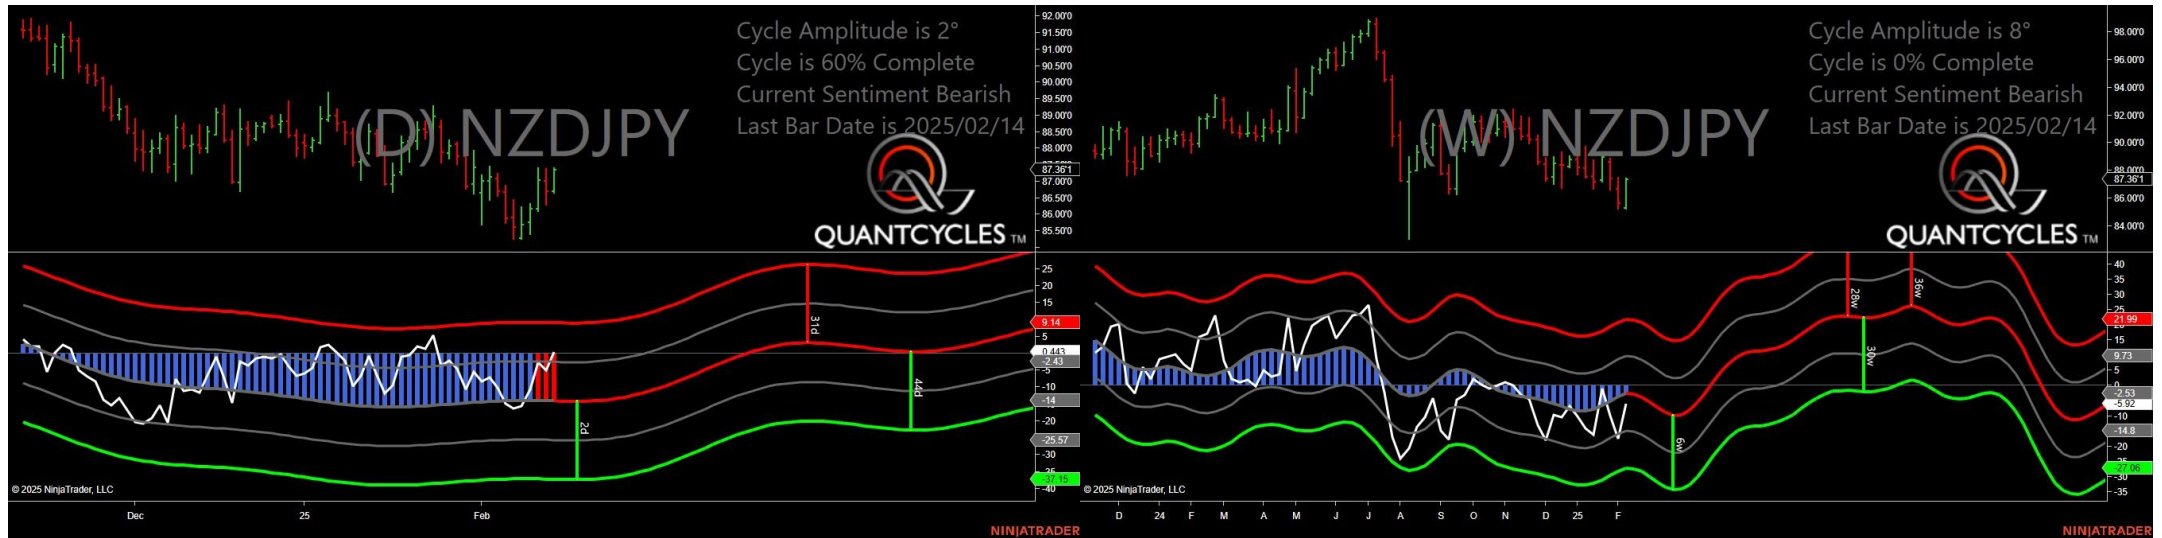 Cycle Amplitude is 2°
Cycle is 60% Complete
Current Sentiment Bearish
Last Bar Date is 2025/02/14
(D) NZDJPY
QUANTCYCLES TM
92.00'0
91.50'0
90.50'0
90.00'0
89.50'0
89.00'0
88.50'0
88.00'0
87.36'1
87.00'0
86.50'0
86.00'0
85.50'0
25
20
15
9.14
5
0.443
-2.43
-5
-10
-14
-20
-25.57
-30
-37.15
-40
31d
44d
2d
© 2025 NinjaTrader, LLC
Dec
25
Feb
NINJATRADER
Cycle Amplitude is 8°
Cycle is 0% Complete
Current Sentiment Bearish
Last Bar Date is 2025/02/14
(W) NZDJPY
QUANTCYCLES TM
98.00'0
96.00'0
94.00'0
92.00'0
90.00'0
88.00'0
87.36'1
86.00'0
84.00'0
40
35
30
25
21.99
15
9.73
5
0
-2.53
-5.92
-10
-14.8
-20
-27.06
-35
28w
36w
30w
6w
© 2025 NinjaTrader, LLC
D
24
F
M
A
M
J
J
A
S
O
N
D
25
F
NINJATRADER